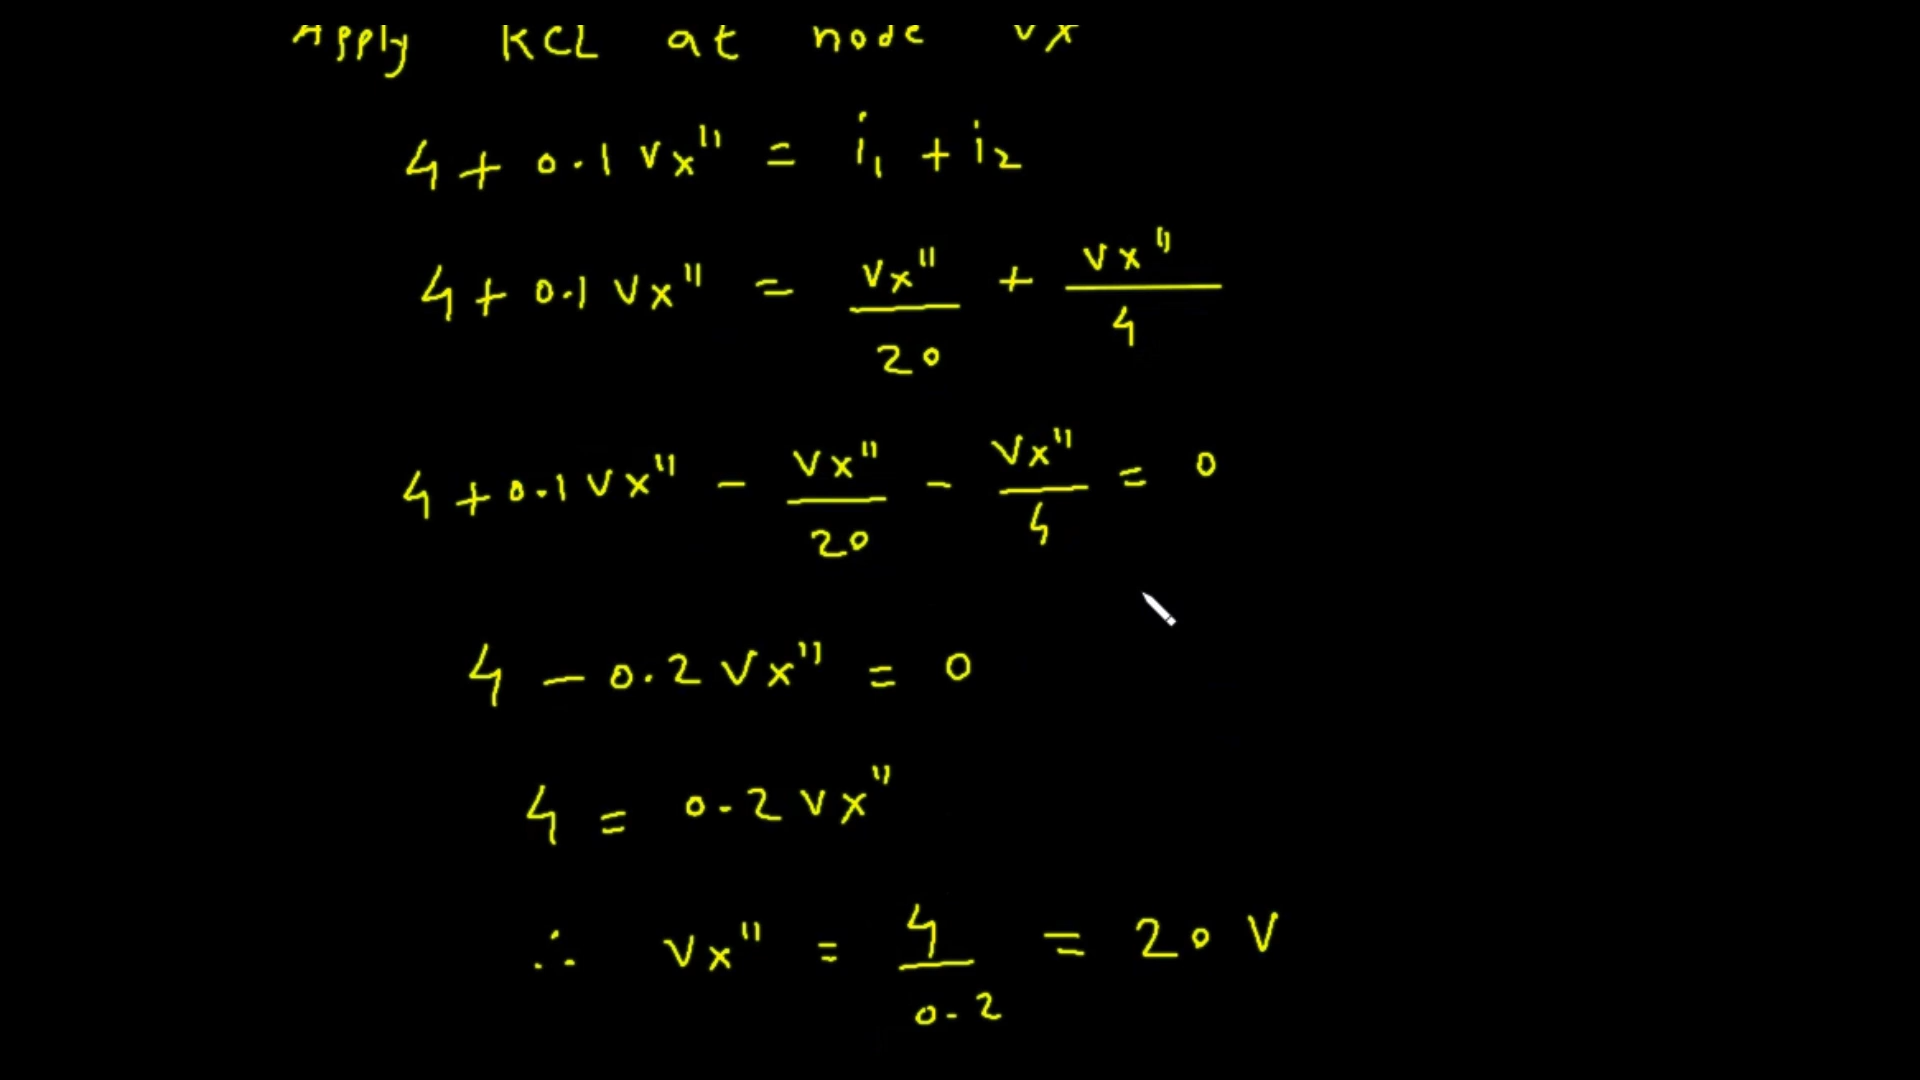 Apply KCL at node Vx
4 + 0.1 Vx" = i₁ + i₂
4 + 0.1 Vx" = Vx"/20 + Vx"/4
4 + 0.1 Vx" - Vx"/20 - Vx"/4 = 0
4 - 0.2 Vx" = 0
4 = 0.2 Vx"
∴ Vx" = 4/0.2 = 20 V